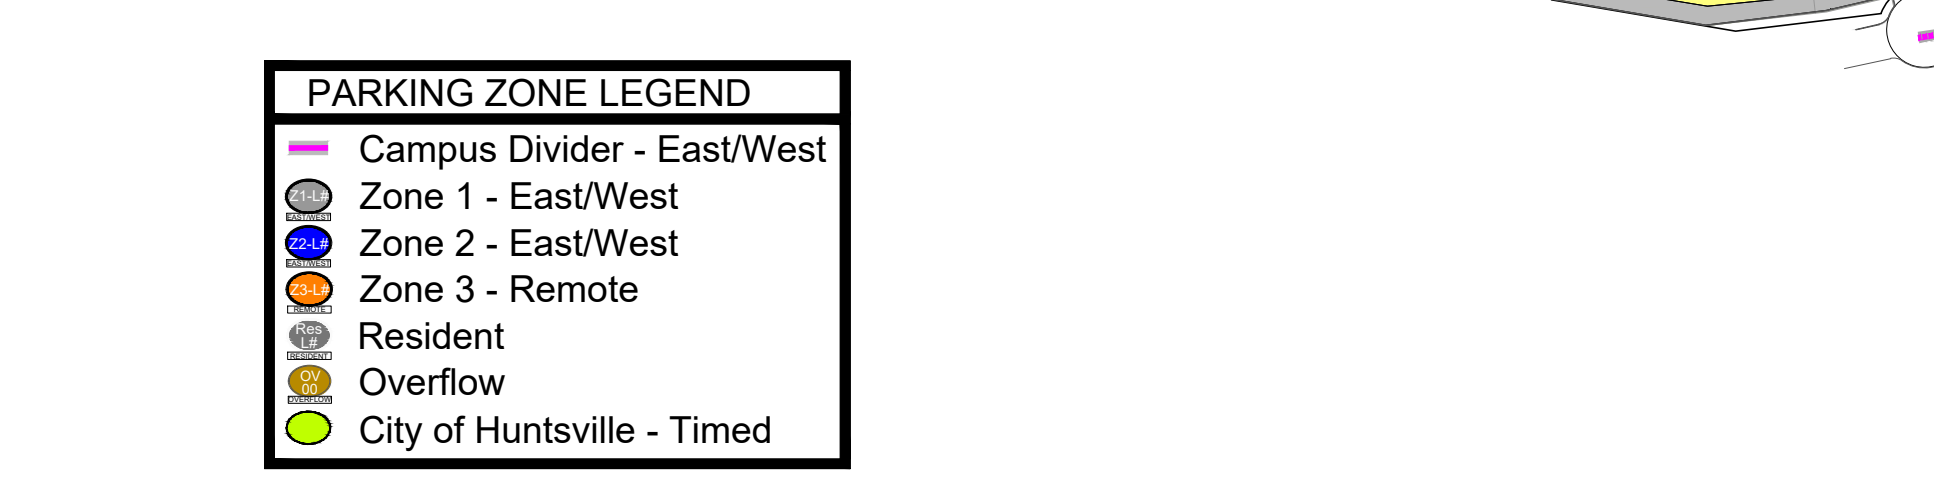 PARKING ZONE LEGEND
Campus Divider - East/West
Z1-L#
EAST/WEST
Zone 1 - East/West
Z2-L#
EAST/WEST
Zone 2 - East/West
Z3-L#
REMOTE
Zone 3 - Remote
Res
L#
RESIDENT
Resident
OV
00
OVERFLOW
Overflow
City of Huntsville - Timed